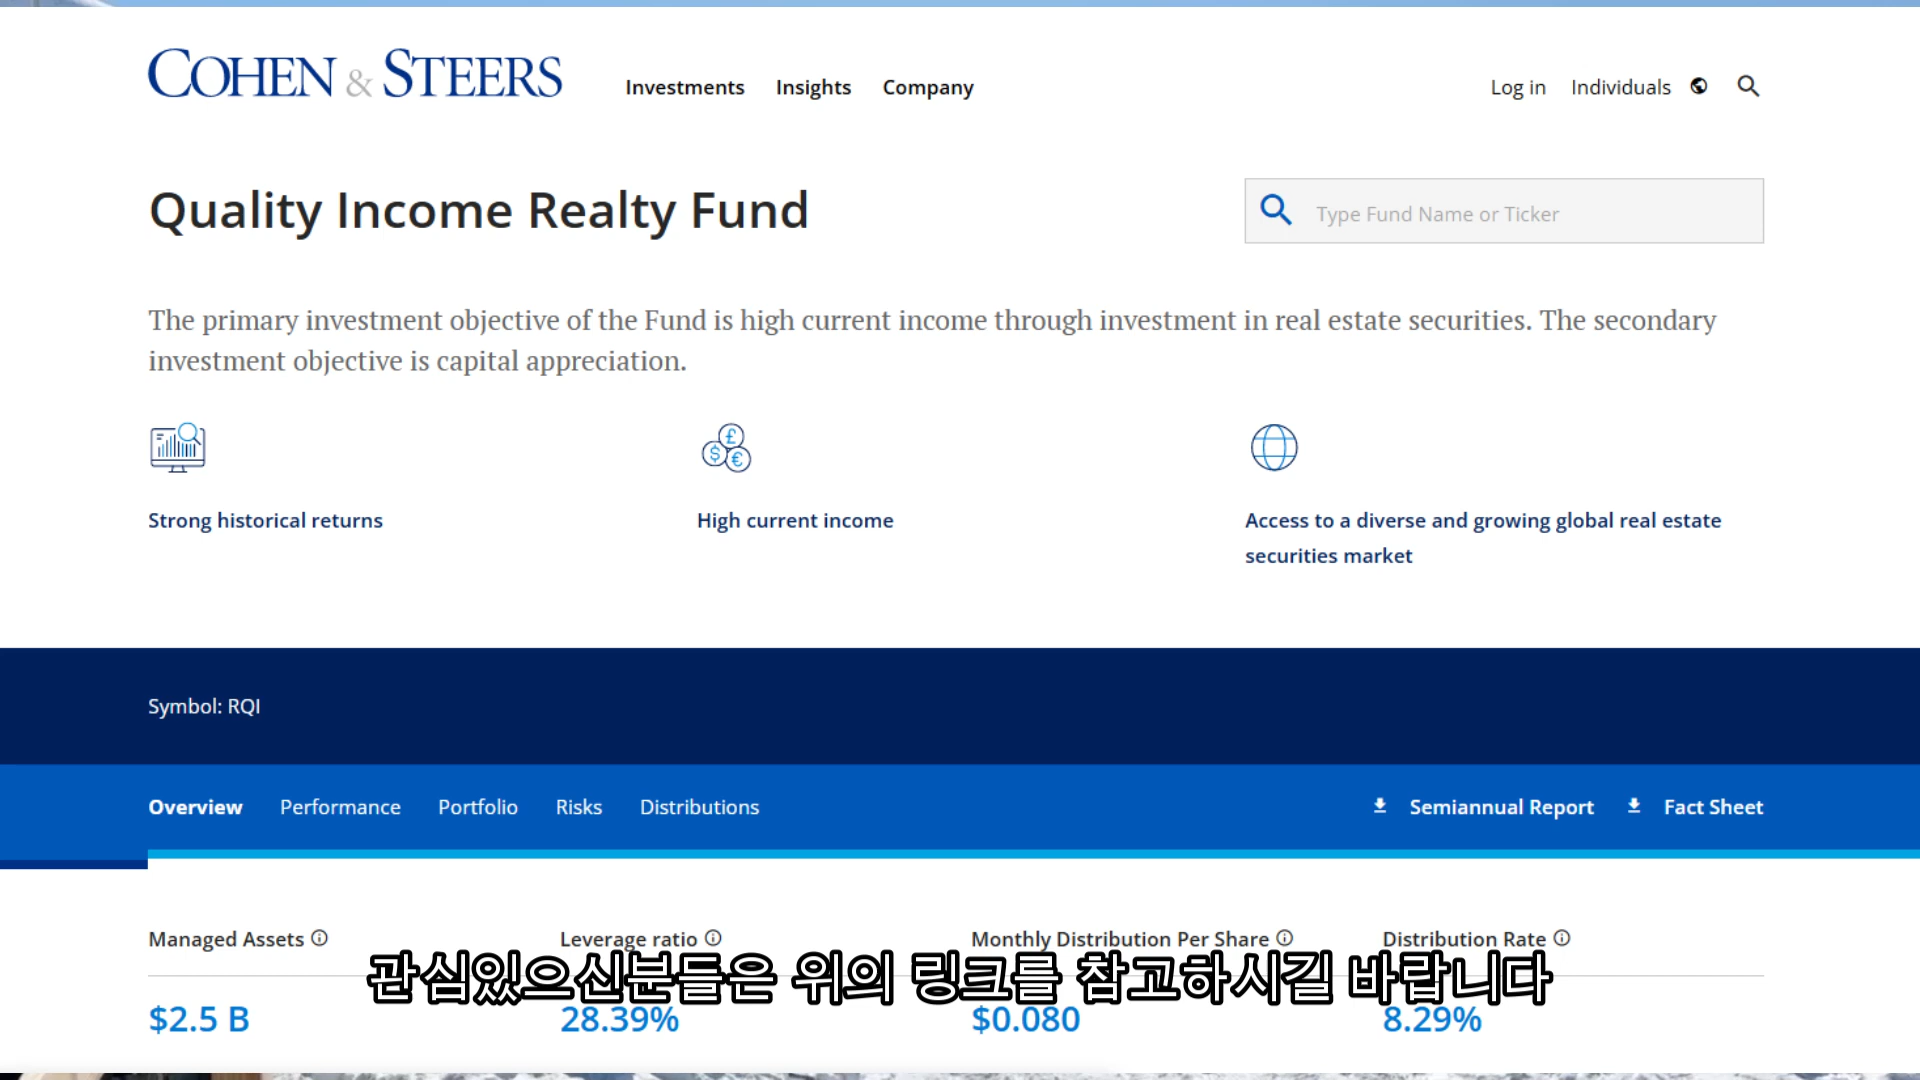 COHEN & STEERS
Investments Insights Company
Log in Individuals
Quality Income Realty Fund
Type Fund Name or Ticker
The primary investment objective of the Fund is high current income through investment in real estate securities. The secondary
investment objective is capital appreciation.
Strong historical returns
High current income
Access to a diverse and growing global real estate
securities market
Symbol: RQI
Overview Performance Portfolio Risks Distributions
Semiannual Report Fact Sheet
Managed Assets
Leverage ratio
Monthly Distribution Per Share
Distribution Rate
관심있으신분들은 위의 링크를 참고하시길 바랍니다
$2.5 B
28.39%
$0.080
8.29%